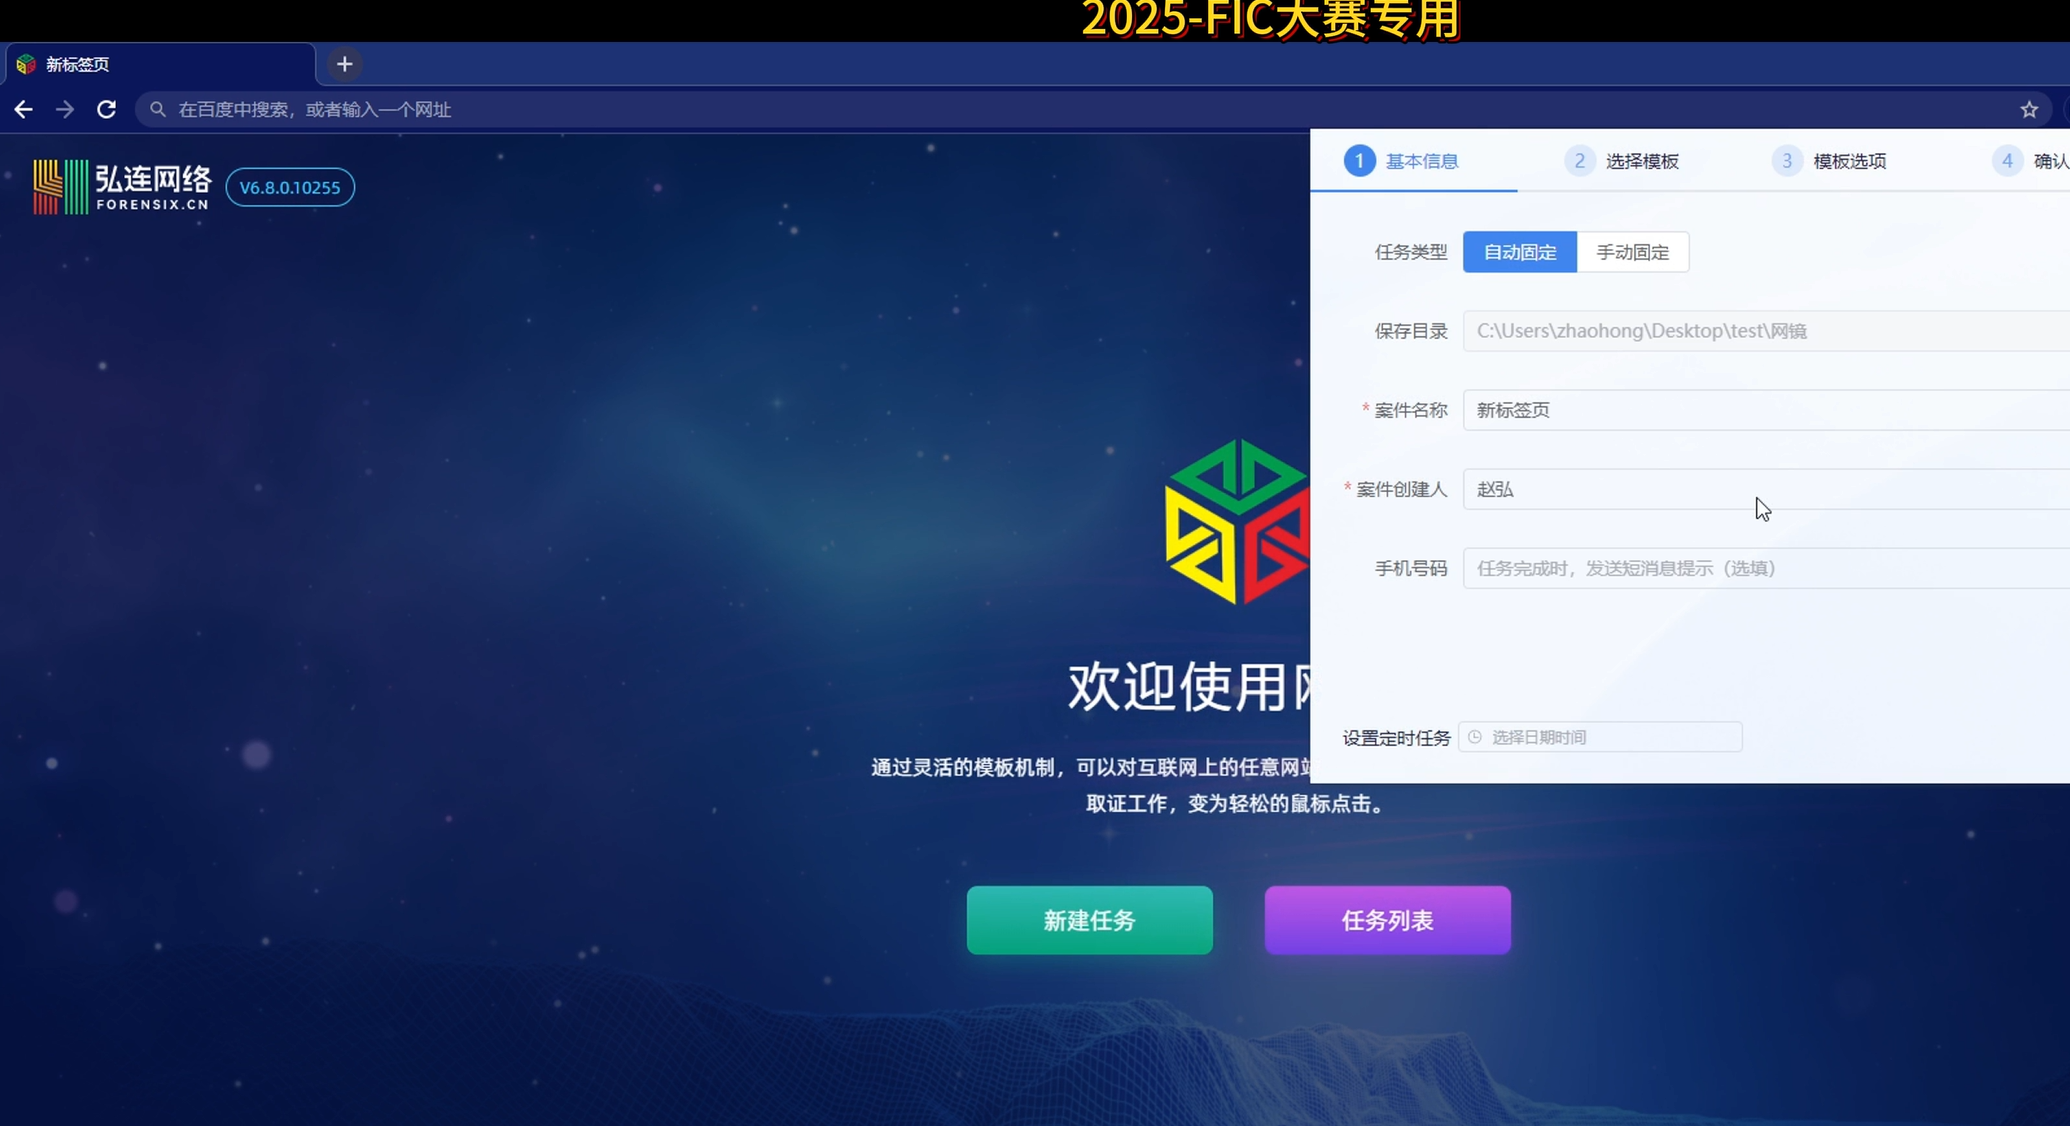 2025-FIC大赛专用
新标签页
在百度中搜索，或者输入一个网址
弘连网络
FORENSIX.CN
V6.8.0.10255
1 基本信息
2 选择模板
3 模板选项
4 确认
任务类型 自动固定 手动固定
保存目录 C:\Users\zhaohong\Desktop\test\网镜
* 案件名称 新标签页
* 案件创建人 赵弘
手机号码 任务完成时，发送短消息提示（选填）
设置定时任务 选择日期时间
欢迎使用
通过灵活的模板机制，可以对互联网上的任意网站
取证工作，变为轻松的鼠标点击。
新建任务
任务列表